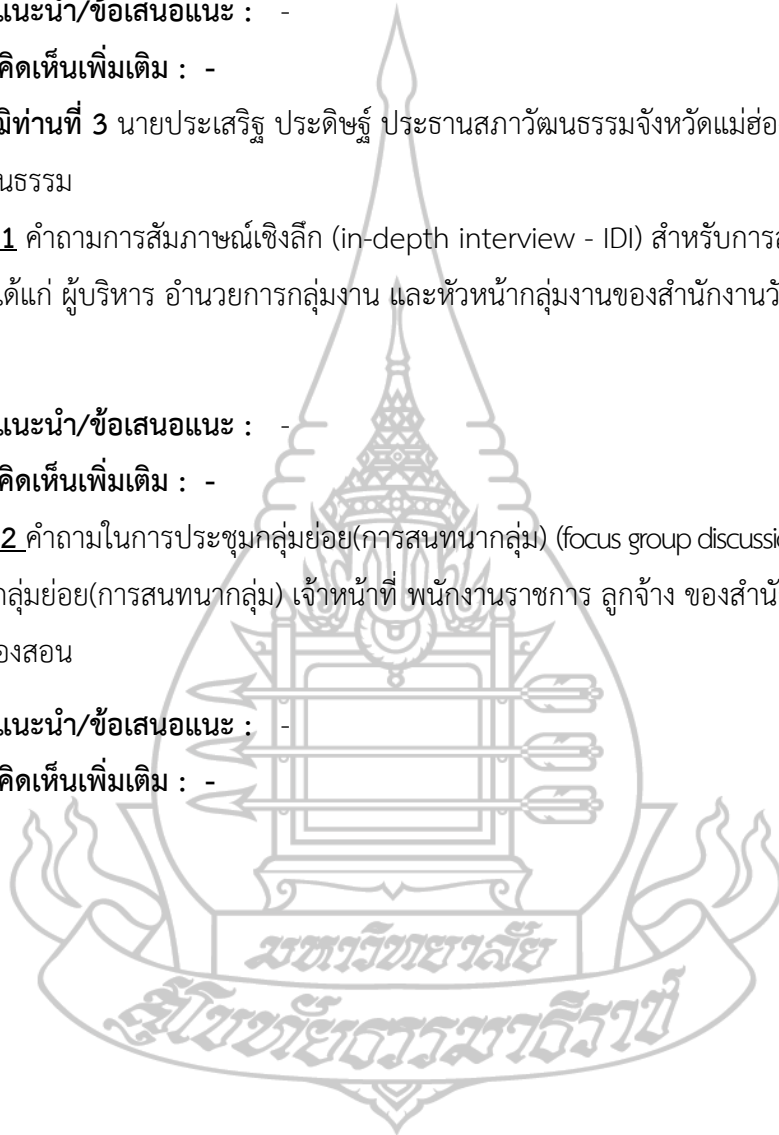 แนะนำ/ข้อเสนอแนะ : -
คิดเห็นเพิ่มเติม : -
มิท่านที่ 3 นายประเสริฐ ประดิษฐ์ ประธานสภาวัฒนธรรมจังหวัดแม่ฮ่อ
นธรรม
1 คำถามการสัมภาษณ์เชิงลึก (in-depth interview - IDI) สำหรับการส
ได้แก่ ผู้บริหาร อำนวยการกลุ่มงาน และหัวหน้ากลุ่มงานของสำนักงานวั
แนะนำ/ข้อเสนอแนะ : -
คิดเห็นเพิ่มเติม : -
2 คำถามในการประชุมกลุ่มย่อย(การสนทนากลุ่ม) (focus group discussi
กลุ่มย่อย(การสนทนากลุ่ม) เจ้าหน้าที่ พนักงานราชการ ลูกจ้าง ของสำนั
องสอน
แนะนำ/ข้อเสนอแนะ : -
คิดเห็นเพิ่มเติม : -
มหาวิทยาลัย
สุโขทัยธรรมาธิราช